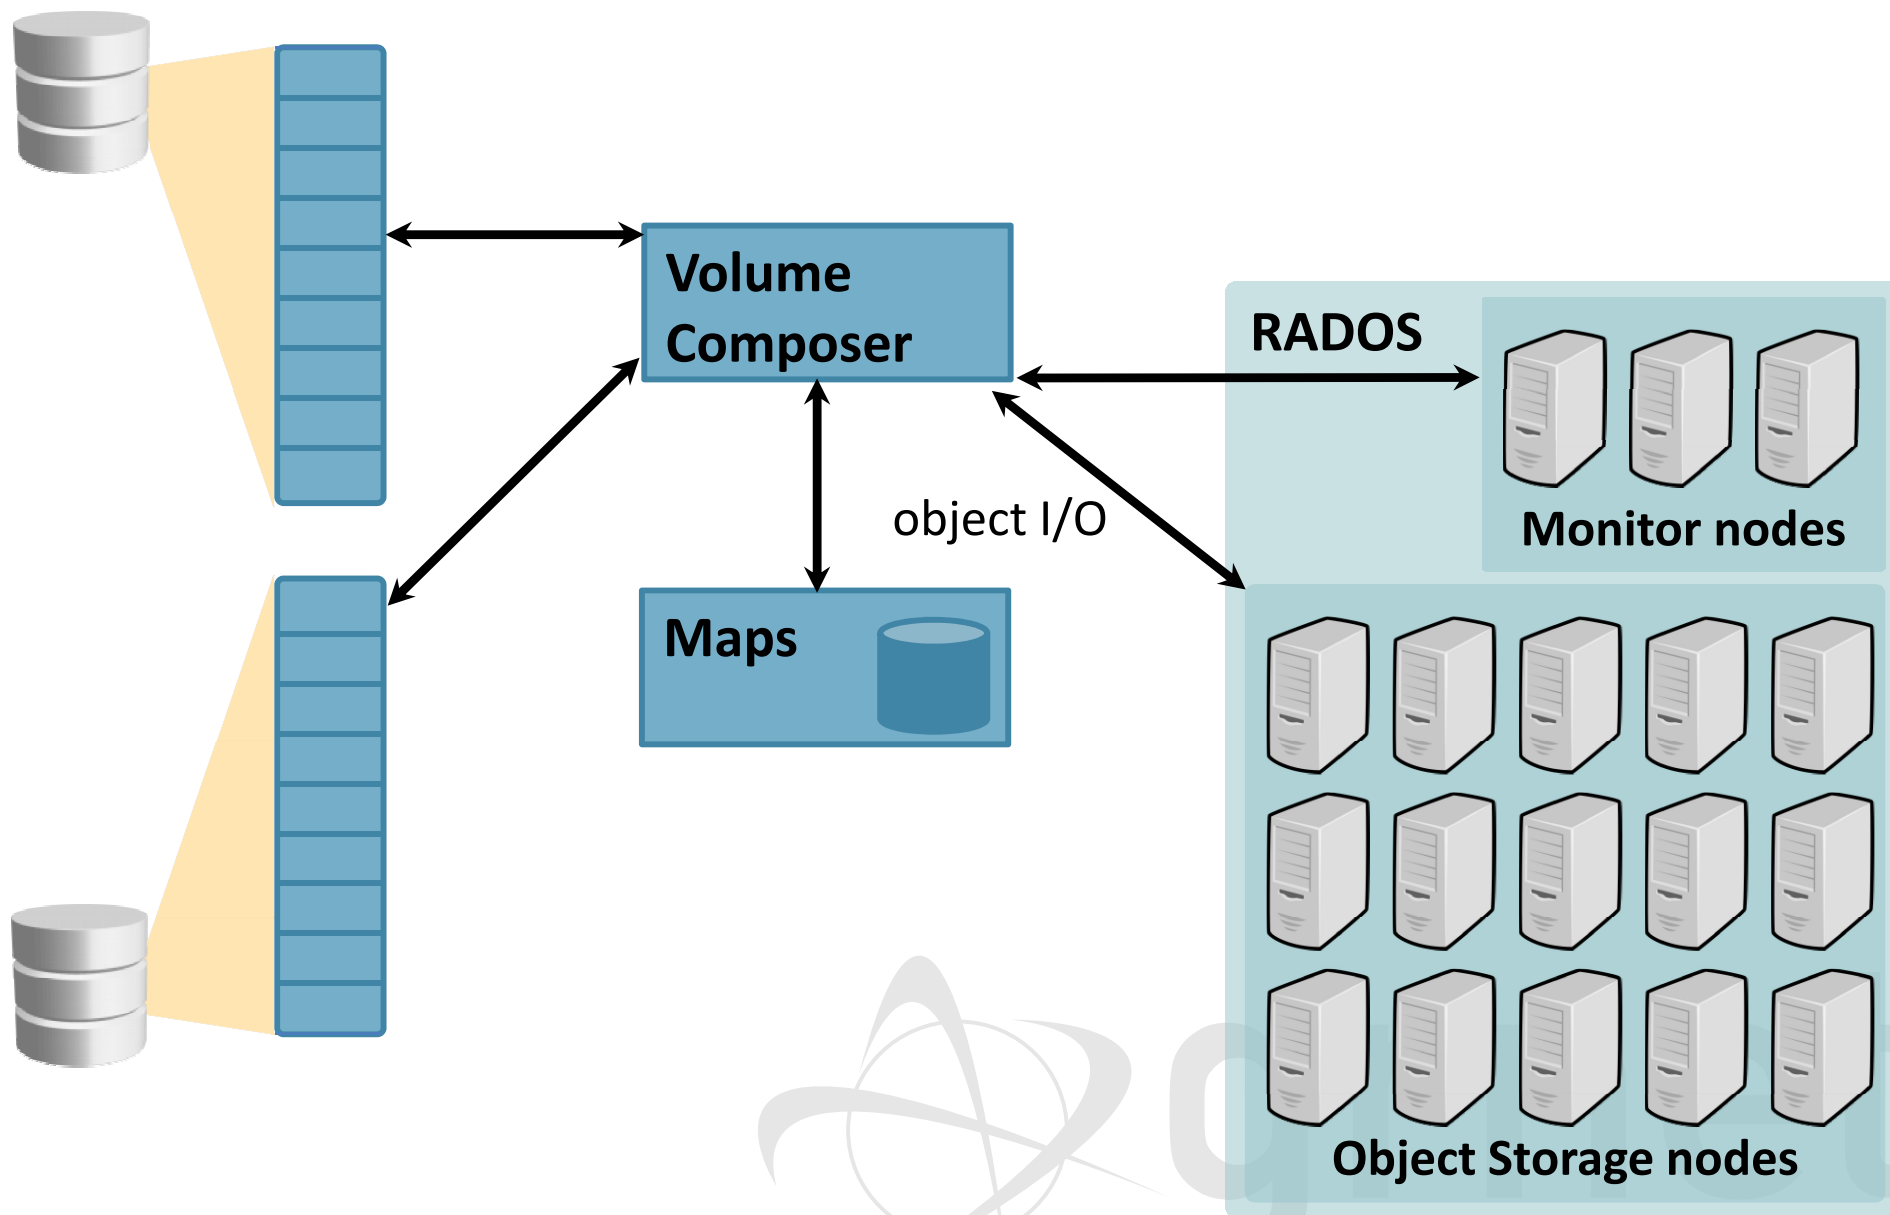 Volume
Composer
RADOS
Monitor nodes
object I/O
Maps
Object Storage nodes